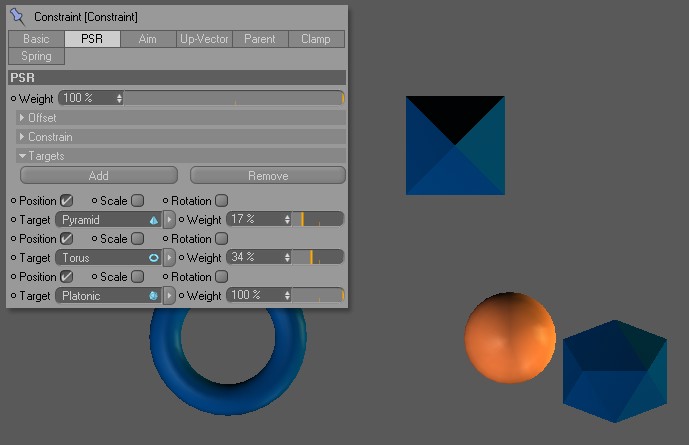 Constraint [Constraint]
Basic PSR Aim Up-Vector Parent Clamp
Spring
PSR
Weight 100 %
Offset
Constrain
Targets
Add Remove
Position Scale Rotation
Target Pyramid Weight 17 %
Position Scale Rotation
Target Torus Weight 34 %
Position Scale Rotation
Target Platonic Weight 100 %